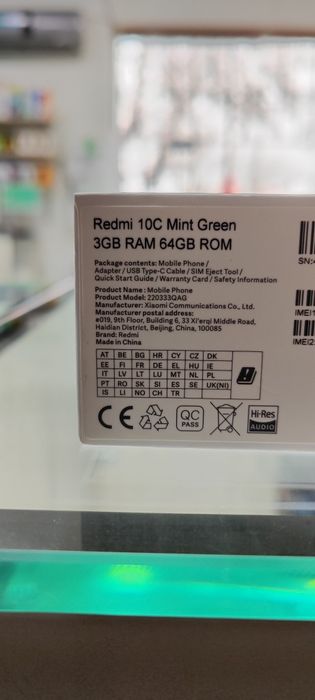 Redmi 10C Mint Green
3GB RAM 64GB ROM
Package contents: Mobile Phone /
Adapter / USB Type-C Cable / SIM Eject Tool /
Quick Start Guide / Warranty Card / Safety Information
Product Name: Mobile Phone
Product Model: 220333QAG
Manufacturer: Xiaomi Communications Co., Ltd.
Manufacturer postal address:
#019, 9th Floor, Building 6, 33 Xi'erqi Middle Road,
Haidian District, Beijing, China, 100085
Brand: Redmi
Made in China
AT BE BG HR CY CZ DK
EE FI FR DE EL HU IE
IT LV LT LU MT NL PL
PT RO SK SI ES SE UK(NI)
IS LI NO CH TR
CE
QC
PASS
Hi-Res
AUDIO
SN:
IMEI1
IMEI2